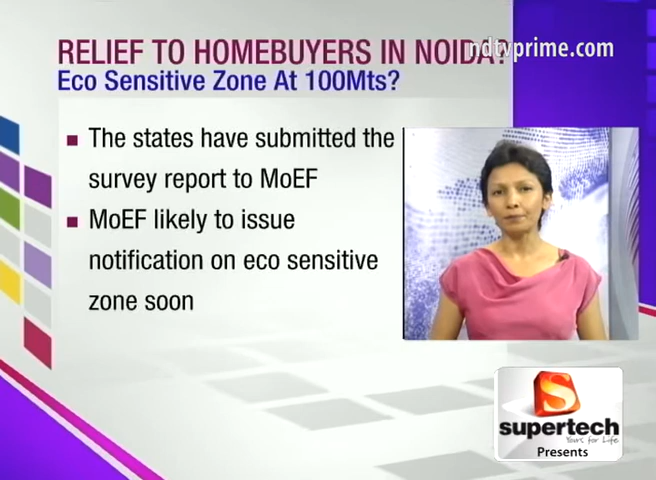 RELIEF TO HOMEBUYERS IN NOIDA?
ndtvprime.com
Eco Sensitive Zone At 100Mts?
The states have submitted the
survey report to MoEF
MoEF likely to issue
notification on eco sensitive
zone soon
S
supertech
Yours for Life
Presents